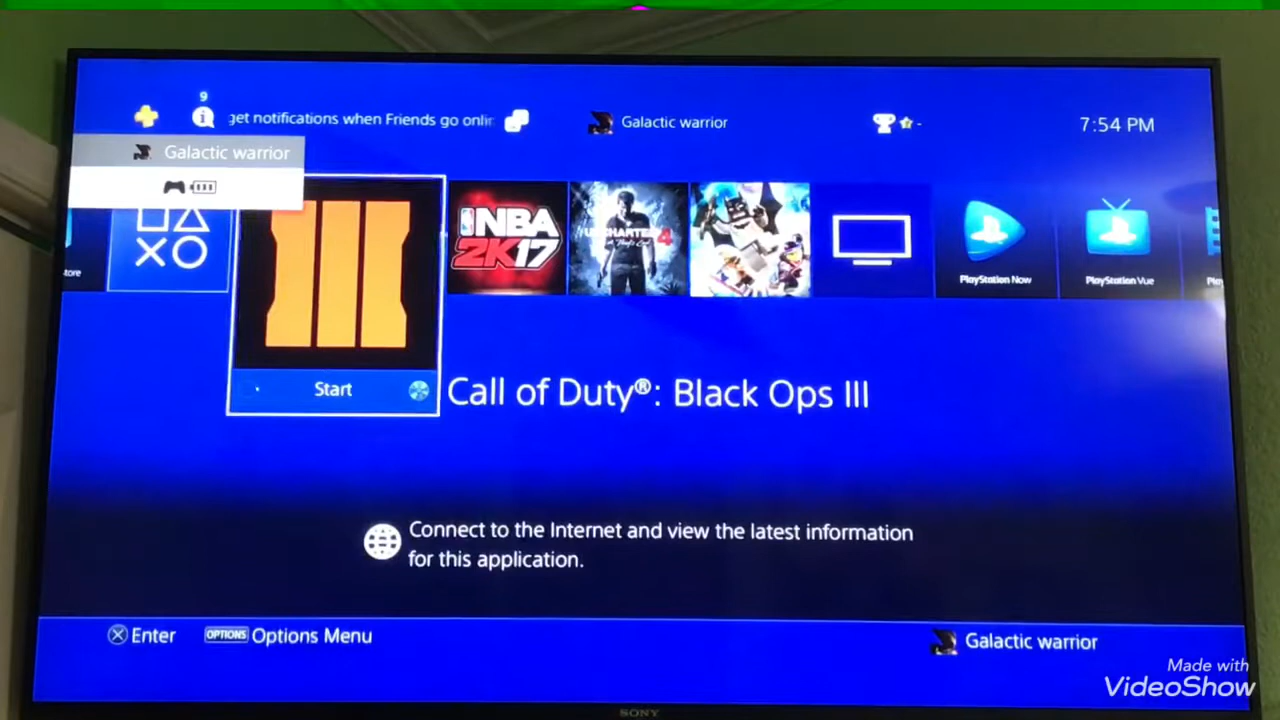 9
get notifications when Friends go onlin
Galactic warrior
7:54 PM
Galactic warrior
tore
NBA
2K17
UNCHARTED 4
PlayStation Now
PlayStation Vue
Start
Call of Duty®: Black Ops III
Connect to the Internet and view the latest information
for this application.
Enter
OPTIONS Options Menu
Galactic warrior
Made with
VideoShow
SONY